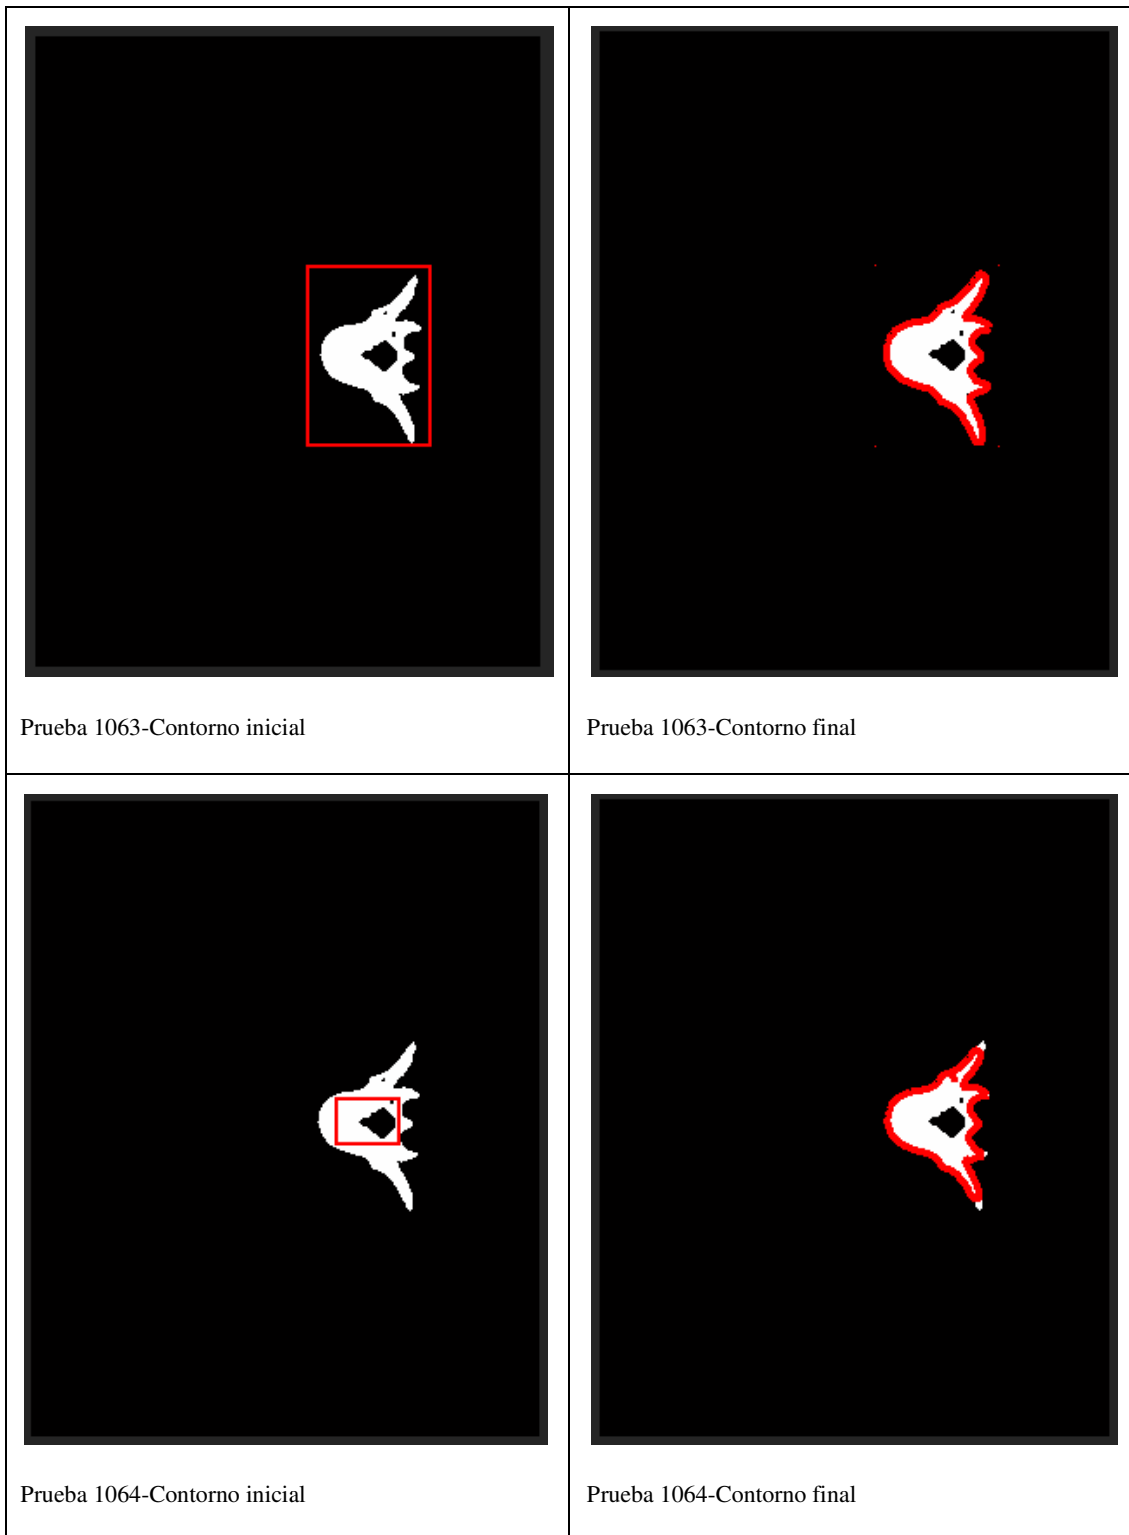 Prueba 1063-Contorno inicial
Prueba 1063-Contorno final
Prueba 1064-Contorno inicial
Prueba 1064-Contorno final